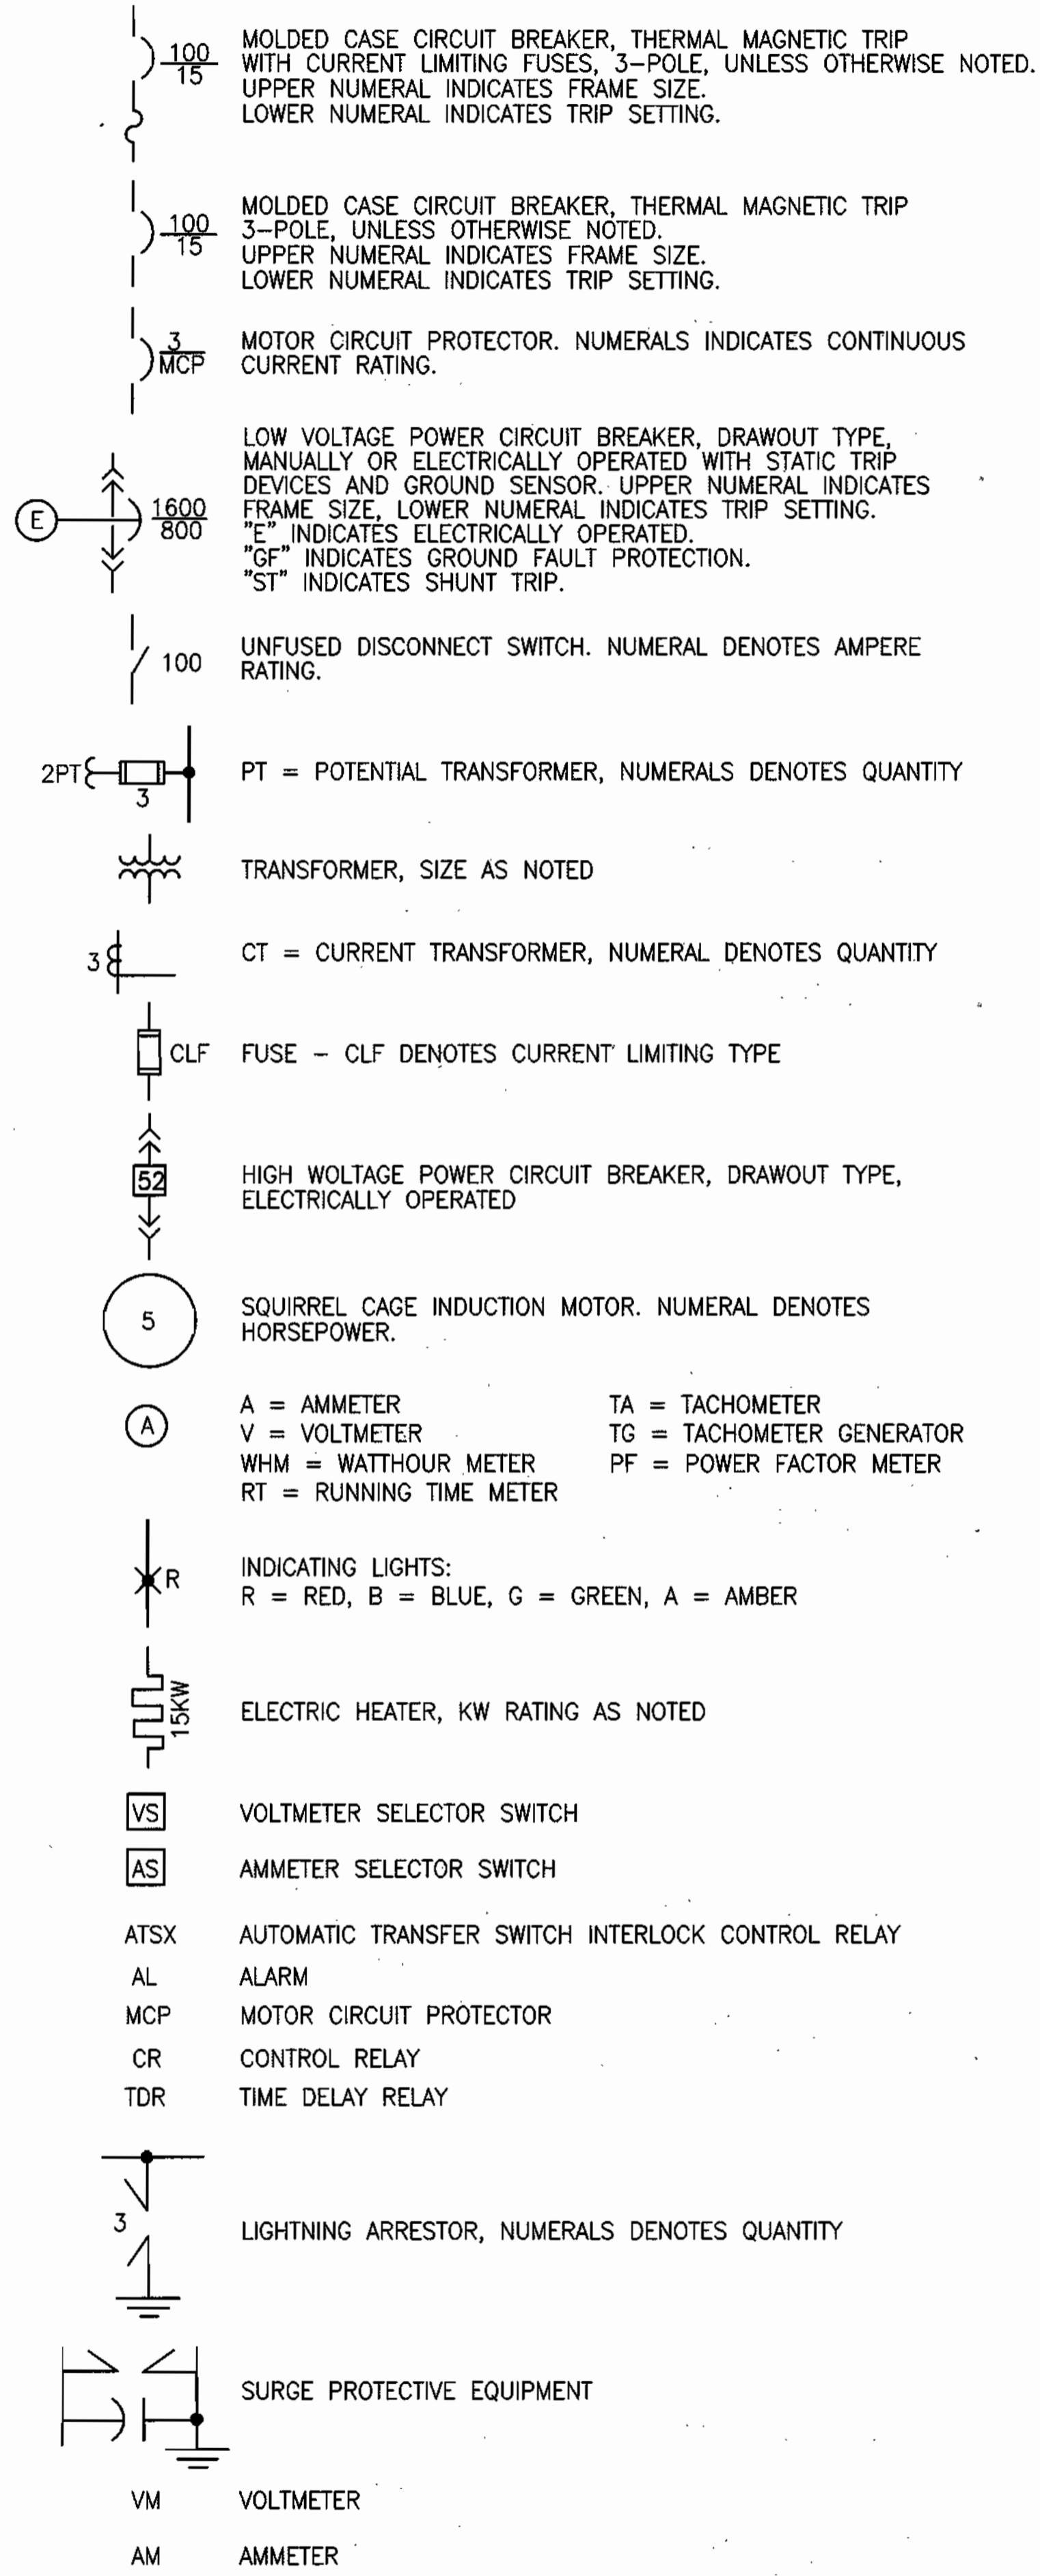 100
15
MOLDED CASE CIRCUIT BREAKER, THERMAL MAGNETIC TRIP
WITH CURRENT LIMITING FUSES, 3-POLE, UNLESS OTHERWISE NOTED.
UPPER NUMERAL INDICATES FRAME SIZE.
LOWER NUMERAL INDICATES TRIP SETTING.
100
15
MOLDED CASE CIRCUIT BREAKER, THERMAL MAGNETIC TRIP
3-POLE, UNLESS OTHERWISE NOTED.
UPPER NUMERAL INDICATES FRAME SIZE.
LOWER NUMERAL INDICATES TRIP SETTING.
3
MCP
MOTOR CIRCUIT PROTECTOR. NUMERALS INDICATES CONTINUOUS
CURRENT RATING.
E
1600
800
LOW VOLTAGE POWER CIRCUIT BREAKER, DRAWOUT TYPE,
MANUALLY OR ELECTRICALLY OPERATED WITH STATIC TRIP
DEVICES AND GROUND SENSOR. UPPER NUMERAL INDICATES
FRAME SIZE, LOWER NUMERAL INDICATES TRIP SETTING.
"E" INDICATES ELECTRICALLY OPERATED.
"GF" INDICATES GROUND FAULT PROTECTION.
"ST" INDICATES SHUNT TRIP.
100
UNFUSED DISCONNECT SWITCH. NUMERAL DENOTES AMPERE
RATING.
2PT
3
PT = POTENTIAL TRANSFORMER, NUMERALS DENOTES QUANTITY
TRANSFORMER, SIZE AS NOTED
3
CT = CURRENT TRANSFORMER, NUMERAL DENOTES QUANTITY
CLF
FUSE - CLF DENOTES CURRENT LIMITING TYPE
52
HIGH WOLTAGE POWER CIRCUIT BREAKER, DRAWOUT TYPE,
ELECTRICALLY OPERATED
5
SQUIRREL CAGE INDUCTION MOTOR. NUMERAL DENOTES
HORSEPOWER.
A
A = AMMETER
V = VOLTMETER
WHM = WATTHOUR METER
RT = RUNNING TIME METER
TA = TACHOMETER
TG = TACHOMETER GENERATOR
PF = POWER FACTOR METER
R
INDICATING LIGHTS:
R = RED, B = BLUE, G = GREEN, A = AMBER
15KW
ELECTRIC HEATER, KW RATING AS NOTED
VS
VOLTMETER SELECTOR SWITCH
AS
AMMETER SELECTOR SWITCH
ATSX
AUTOMATIC TRANSFER SWITCH INTERLOCK CONTROL RELAY
AL
ALARM
MCP
MOTOR CIRCUIT PROTECTOR
CR
CONTROL RELAY
TDR
TIME DELAY RELAY
3
LIGHTNING ARRESTOR, NUMERALS DENOTES QUANTITY
SURGE PROTECTIVE EQUIPMENT
VM
VOLTMETER
AM
AMMETER